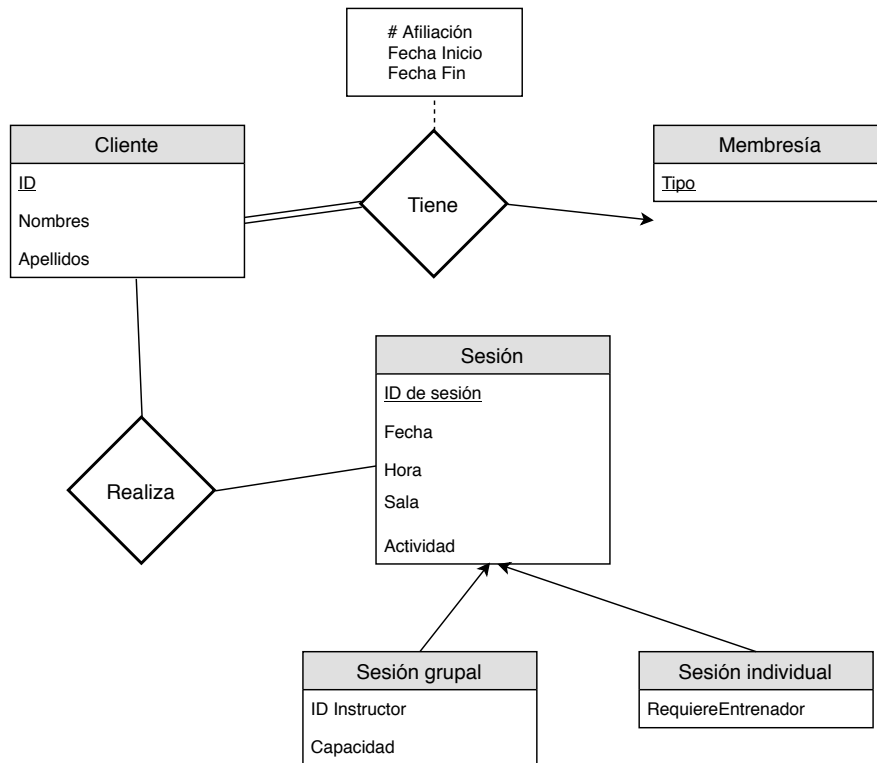 # Afiliación
Fecha Inicio
Fecha Fin
Cliente
ID
Nombres
Apellidos
Tiene
Membresía
Tipo
Realiza
Sesión
ID de sesión
Fecha
Hora
Sala
Actividad
Sesión grupal
ID Instructor
Capacidad
Sesión individual
RequiereEntrenador